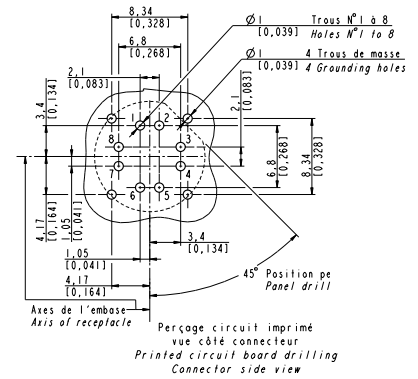 8,34
[0,328]
6,8
[0,268]
2,1
[0,083]
Ø1
[0,039]
Trous N°1 à 8
Holes N°1 to 8
Ø1
[0,039]
4 Trous de masse
4 Grounding holes
3,4
[0,134]
2,1
[0,083]
6,8
[0,268]
8,34
[0,328]
1
2
3
4
5
6
7
8
4,17
[0,164]
1,05
[0,041]
1,05
[0,041]
4,17
[0,164]
3,4
[0,134]
45° Position pe
Panel drill
Axes de l'embase
Axis of receptacle
Perçage circuit imprimé
vue côté connecteur
Printed circuit board drilling
Connector side view